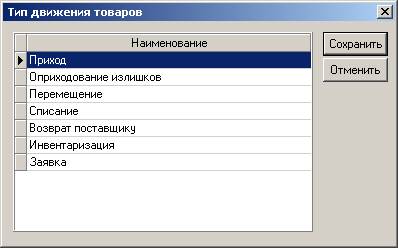 Тип движения товаров
Наименование
Приход
Оприходование излишков
Перемещение
Списание
Возврат поставщику
Инвентаризация
Заявка
Сохранить
Отменить